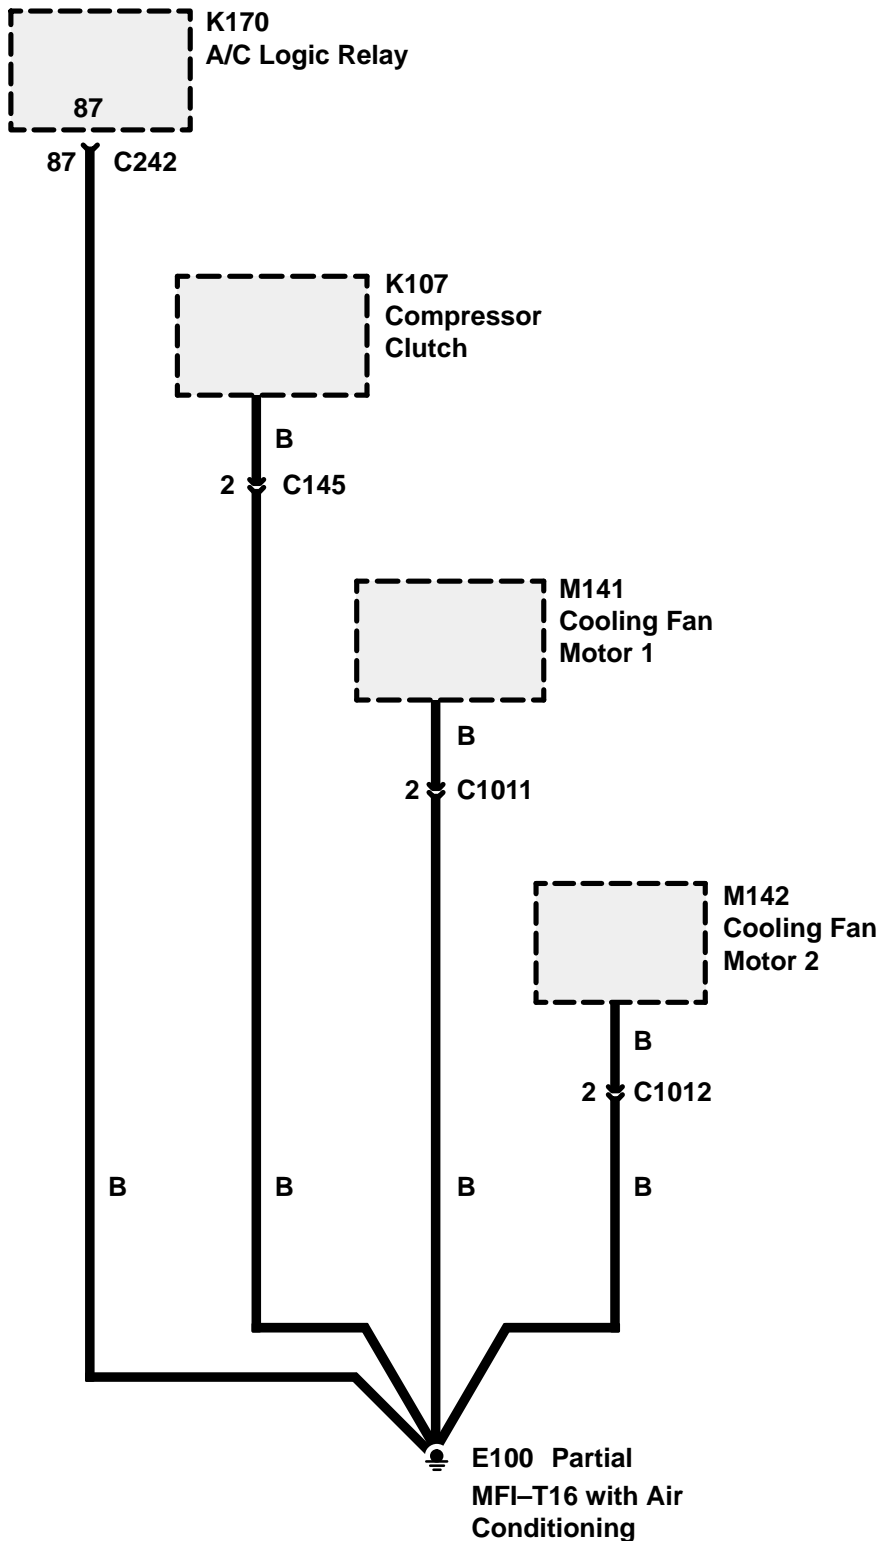 K170
A/C Logic Relay
87
87 C242
K107
Compressor
Clutch
B
2 C145
M141
Cooling Fan
Motor 1
B
2 C1011
M142
Cooling Fan
Motor 2
B
2 C1012
B B B B
E100 Partial
MFI–T16 with Air
Conditioning